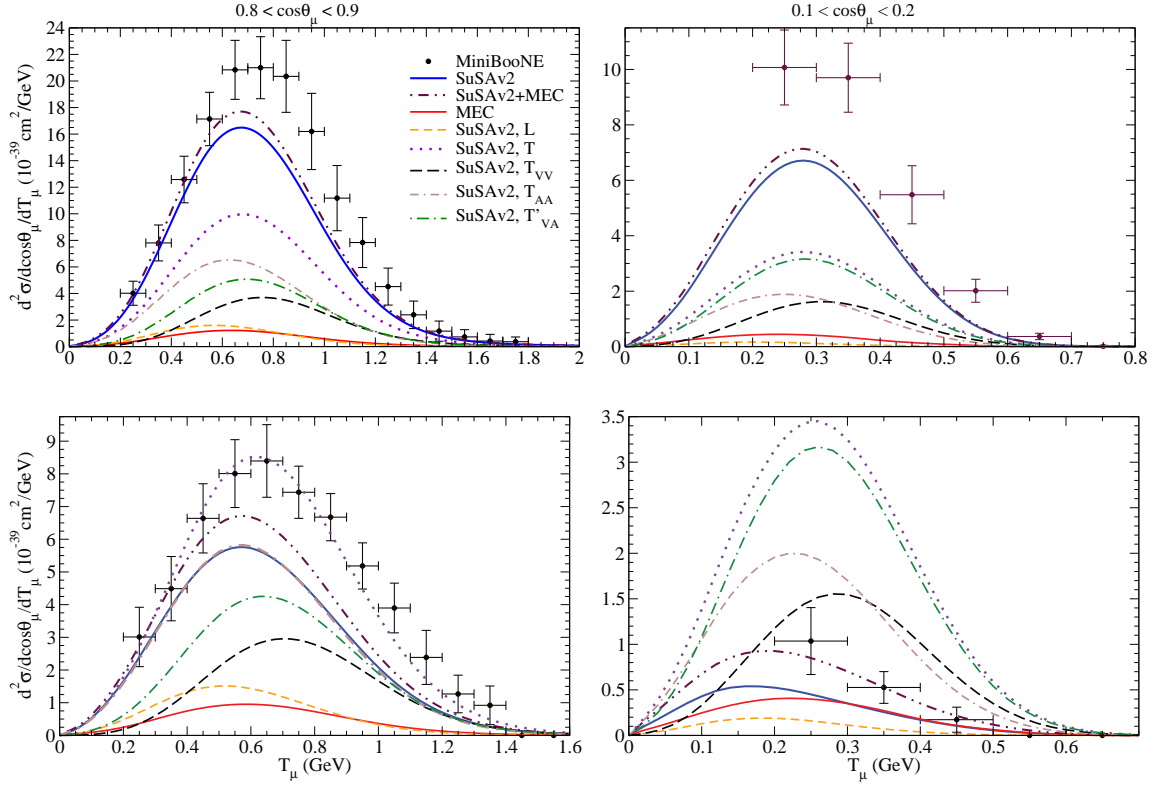 0.8 < cosθμ < 0.9
0.1 < cosθμ < 0.2
24
22
20
18
16
14
12
10
8
6
4
2
0
d²σ/dcosθμ/dTμ (10⁻³⁹ cm²/GeV)
0 0.2 0.4 0.6 0.8 1 1.2 1.4 1.6 1.8 2
MiniBooNE
SuSAv2
SuSAv2+MEC
MEC
SuSAv2, L
SuSAv2, T
SuSAv2, T_VV
SuSAv2, T_AA
SuSAv2, T'_VA
10
8
6
4
2
0
0 0.1 0.2 0.3 0.4 0.5 0.6 0.7 0.8
9
8
7
6
5
4
3
2
1
0
d²σ/dcosθμ/dTμ (10⁻³⁹ cm²/GeV)
0 0.2 0.4 0.6 0.8 1 1.2 1.4 1.6
Tμ (GeV)
3.5
3
2.5
2
1.5
1
0.5
0
0 0.1 0.2 0.3 0.4 0.5 0.6
Tμ (GeV)